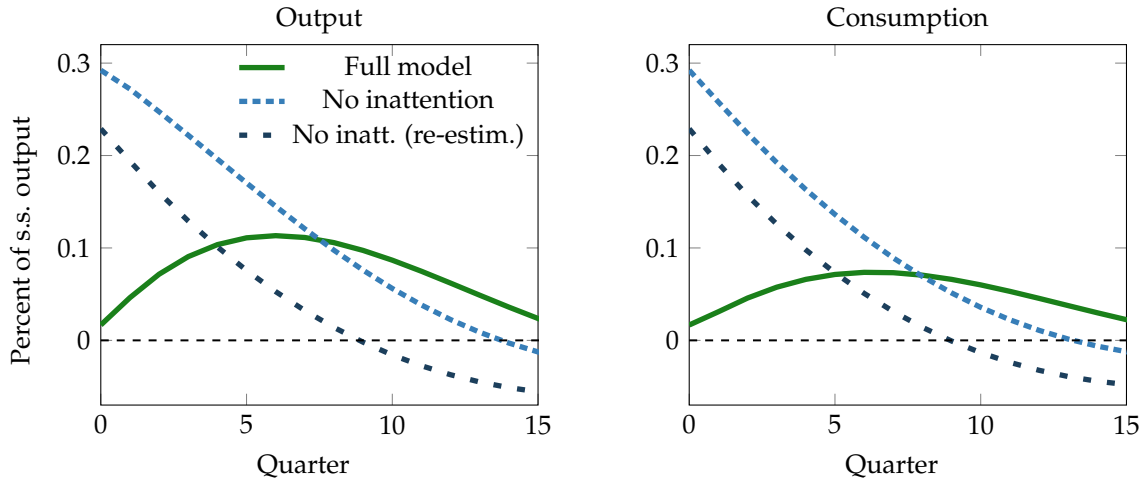 Output
Consumption
Percent of s.s. output
0.3
0.2
0.1
0
Full model
No inattention
No inatt. (re-estim.)
0 5 10 15
Quarter
0.3
0.2
0.1
0
0 5 10 15
Quarter